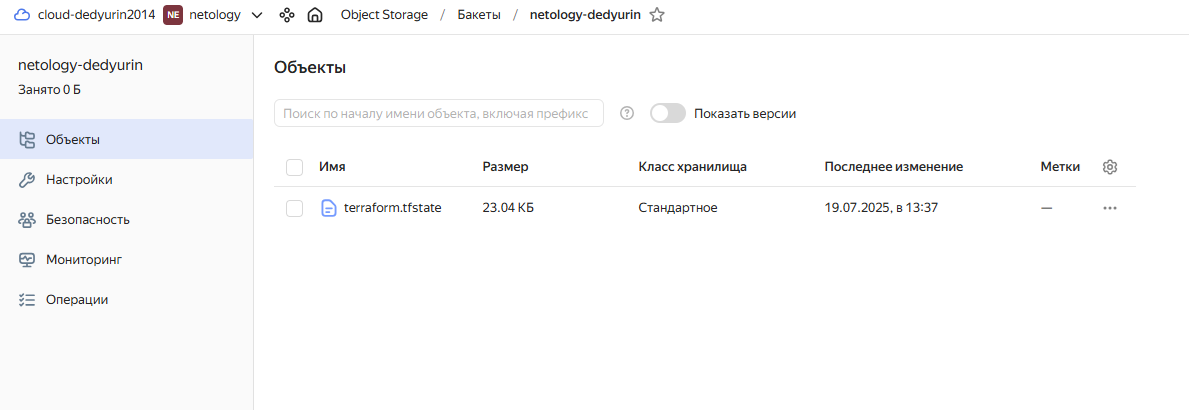 cloud-dedyurin2014 NE netology Object Storage / Бакеты / netology-dedyurin
netology-dedyurin
Занято 0 Б
Объекты
Настройки
Безопасность
Мониторинг
Операции
Объекты
Поиск по началу имени объекта, включая префикс ? Показать версии
Имя Размер Класс хранилища Последнее изменение Метки
terraform.tfstate 23.04 КБ Стандартное 19.07.2025, в 13:37 — ···